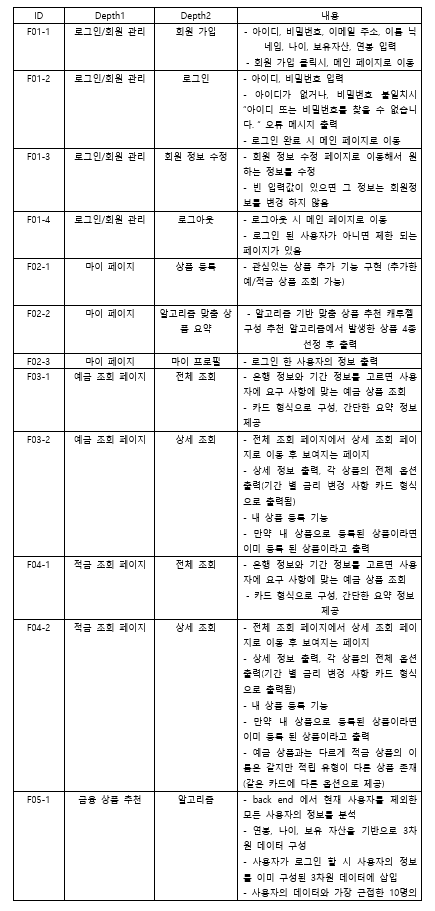 ID Depth1 Depth2 내용
F01-1 로그인/회원 관리 회원 가입 - 아이디, 비밀번호, 이메일 주소, 이름 닉
네임, 나이, 보유자산, 연봉 입력
- 회원 가입 클릭시, 메인 페이지로 이동
F01-2 로그인/회원 관리 로그인 - 아이디, 비밀번호 입력
- 아이디가 없거나, 비밀번호 불일치시
"아이디 또는 비밀번호를 찾을 수 없습니
다. " 오류 메시지 출력
- 로그인 완료 시 메인 페이지로 이동
F01-3 로그인/회원 관리 회원 정보 수정 - 회원 정보 수정 페이지로 이동해서 원
하는 정보를 수정
- 빈 입력값이 있으면 그 정보는 회원정
보를 변경 하지 않음
F01-4 로그인/회원 관리 로그아웃 - 로그아웃 시 메인 페이지로 이동
- 로그인 된 사용자가 아니면 제한 되는
페이지가 있음
F02-1 마이 페이지 상품 등록 - 관심있는 상품 추가 기능 구현 (추가한
예/적금 상품 조회 가능)
F02-2 마이 페이지 알고리즘 맞춤 상
품 요약 - 알고리즘 기반 맞춤 상품 추천 캐루젤
구성 추천 알고리즘에서 발생한 상품 4종
선정 후 출력
F02-3 마이 페이지 마이 프로필 - 로그인 한 사용자의 정보 출력
F03-1 예금 조회 페이지 전체 조회 - 은행 정보와 기간 정보를 고르면 사용
자에 요구 사항에 맞는 예금 상품 조회
- 카드 형식으로 구성, 간단한 요약 정보
제공
F03-2 예금 조회 페이지 상세 조회 - 전체 조회 페이지에서 상세 조회 페이
지로 이동 후 보여지는 페이지
- 상세 정보 출력, 각 상품의 전체 옵션
출력(기간 별 금리 변경 사항 카드 형식
으로 출력됨)
- 내 상품 등록 기능
- 만약 내 상품으로 등록된 상품이라면
이미 등록 된 상품이라고 출력
F04-1 적금 조회 페이지 전체 조회 - 은행 정보와 기간 정보를 고르면 사용
자에 요구 사항에 맞는 예금 상품 조회
- 카드 형식으로 구성, 간단한 요약 정보
제공
F04-2 적금 조회 페이지 상세 조회 - 전체 조회 페이지에서 상세 조회 페이
지로 이동 후 보여지는 페이지
- 상세 정보 출력, 각 상품의 전체 옵션
출력(기간 별 금리 변경 사항 카드 형식
으로 출력됨)
- 내 상품 등록 기능
- 만약 내 상품으로 등록된 상품이라면
이미 등록 된 상품이라고 출력
- 예금 상품과는 다르게 적금 상품의 이
름은 같지만 적립 유형이 다른 상품 존재
(같은 카드에 다른 옵션으로 제공)
F05-1 금융 상품 추천 알고리즘 - back end 에서 현재 사용자를 제외한
모든 사용자의 정보를 분석
- 연봉, 나이, 보유 자산을 기반으로 3차
원 데이터 구성
- 사용자가 로그인 할 시 사용자의 정보
를 이미 구성된 3차원 데이터에 삽입
- 사용자의 데이터와 가장 근접한 10명의